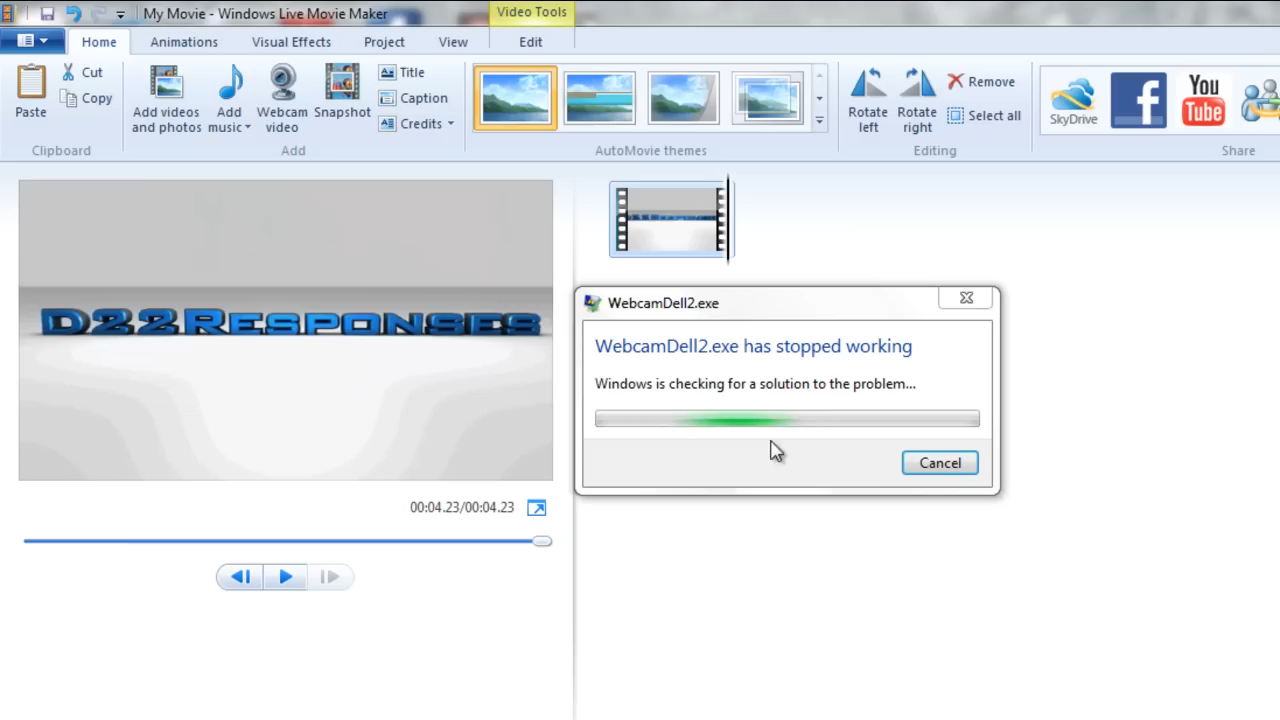 My Movie - Windows Live Movie Maker
Video Tools
Home
Animations
Visual Effects
Project
View
Edit
Paste
Cut
Copy
Clipboard
Add videos
and photos
Add
music
Webcam
video
Snapshot
Title
Caption
Credits
Add
AutoMovie themes
Rotate
left
Rotate
right
Remove
Select all
Editing
SkyDrive
f
You
Tube
Share
D22Responses
00:04.23/00:04.23
WebcamDell2.exe
WebcamDell2.exe has stopped working
Windows is checking for a solution to the problem...
Cancel